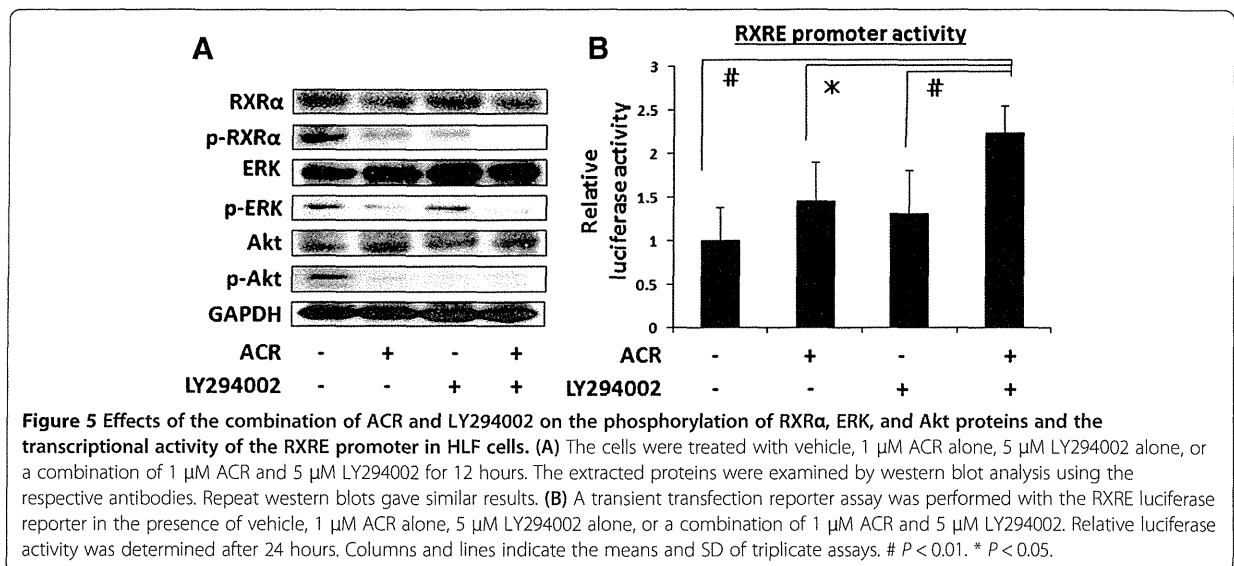 A
RXRα
p-RXRα
ERK
p-ERK
Akt
p-Akt
GAPDH
ACR - + - +
LY294002 - - + +
B
RXRE promoter activity
Relative
luciferase activity
3
2.5
2
1.5
1
0.5
0
# * #
ACR - + - +
LY294002 - - + +
Figure 5 Effects of the combination of ACR and LY294002 on the phosphorylation of RXRα, ERK, and Akt proteins and the
transcriptional activity of the RXRE promoter in HLF cells. (A) The cells were treated with vehicle, 1 μM ACR alone, 5 μM LY294002 alone, or
a combination of 1 μM ACR and 5 μM LY294002 for 12 hours. The extracted proteins were examined by western blot analysis using the
respective antibodies. Repeat western blots gave similar results. (B) A transient transfection reporter assay was performed with the RXRE luciferase
reporter in the presence of vehicle, 1 μM ACR alone, 5 μM LY294002 alone, or a combination of 1 μM ACR and 5 μM LY294002. Relative luciferase
activity was determined after 24 hours. Columns and lines indicate the means and SD of triplicate assays. # P < 0.01. * P < 0.05.